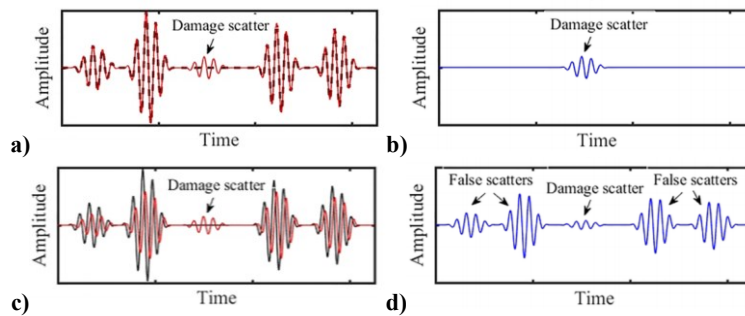 Damage scatter
Amplitude
Time
a)
Damage scatter
Amplitude
Time
b)
Damage scatter
Amplitude
Time
c)
False scatters
Damage scatter
False scatters
Amplitude
Time
d)